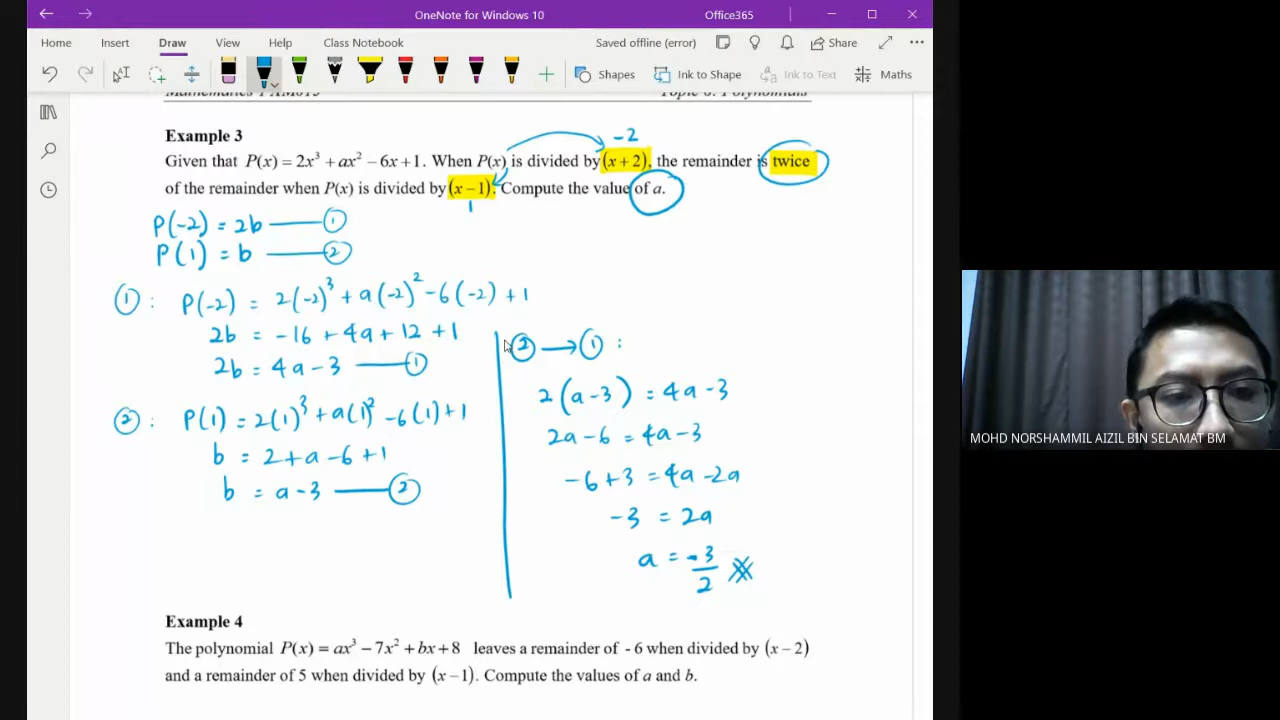 OneNote for Windows 10
Office365
Home Insert Draw View Help Class Notebook
Saved offline (error) Share
Shapes Ink to Shape Ink to Text Maths
Mathematics 1 Topic 6: Polynomials
Example 3
-2
Given that P(x) = 2x³ + ax² − 6x + 1. When P(x) is divided by (x + 2), the remainder is twice
of the remainder when P(x) is divided by (x − 1). Compute the value of a.
1
P(-2) = 2b —— ①
P(1) = b —— ②
① : P(-2) = 2(-2)³ + a(-2)² - 6(-2) + 1
2b = -16 + 4a + 12 + 1
2b = 4a - 3 —— ①
② : P(1) = 2(1)³ + a(1)² - 6(1) + 1
b = 2 + a - 6 + 1
b = a - 3 —— ②
② → ① :
2(a - 3) = 4a - 3
2a - 6 = 4a - 3
-6 + 3 = 4a - 2a
-3 = 2a
a = -3/2
MOHD NORSHAMMIL AIZIL BIN SELAMAT BM
Example 4
The polynomial P(x) = ax³ − 7x² + bx + 8 leaves a remainder of - 6 when divided by (x − 2)
and a remainder of 5 when divided by (x − 1). Compute the values of a and b.